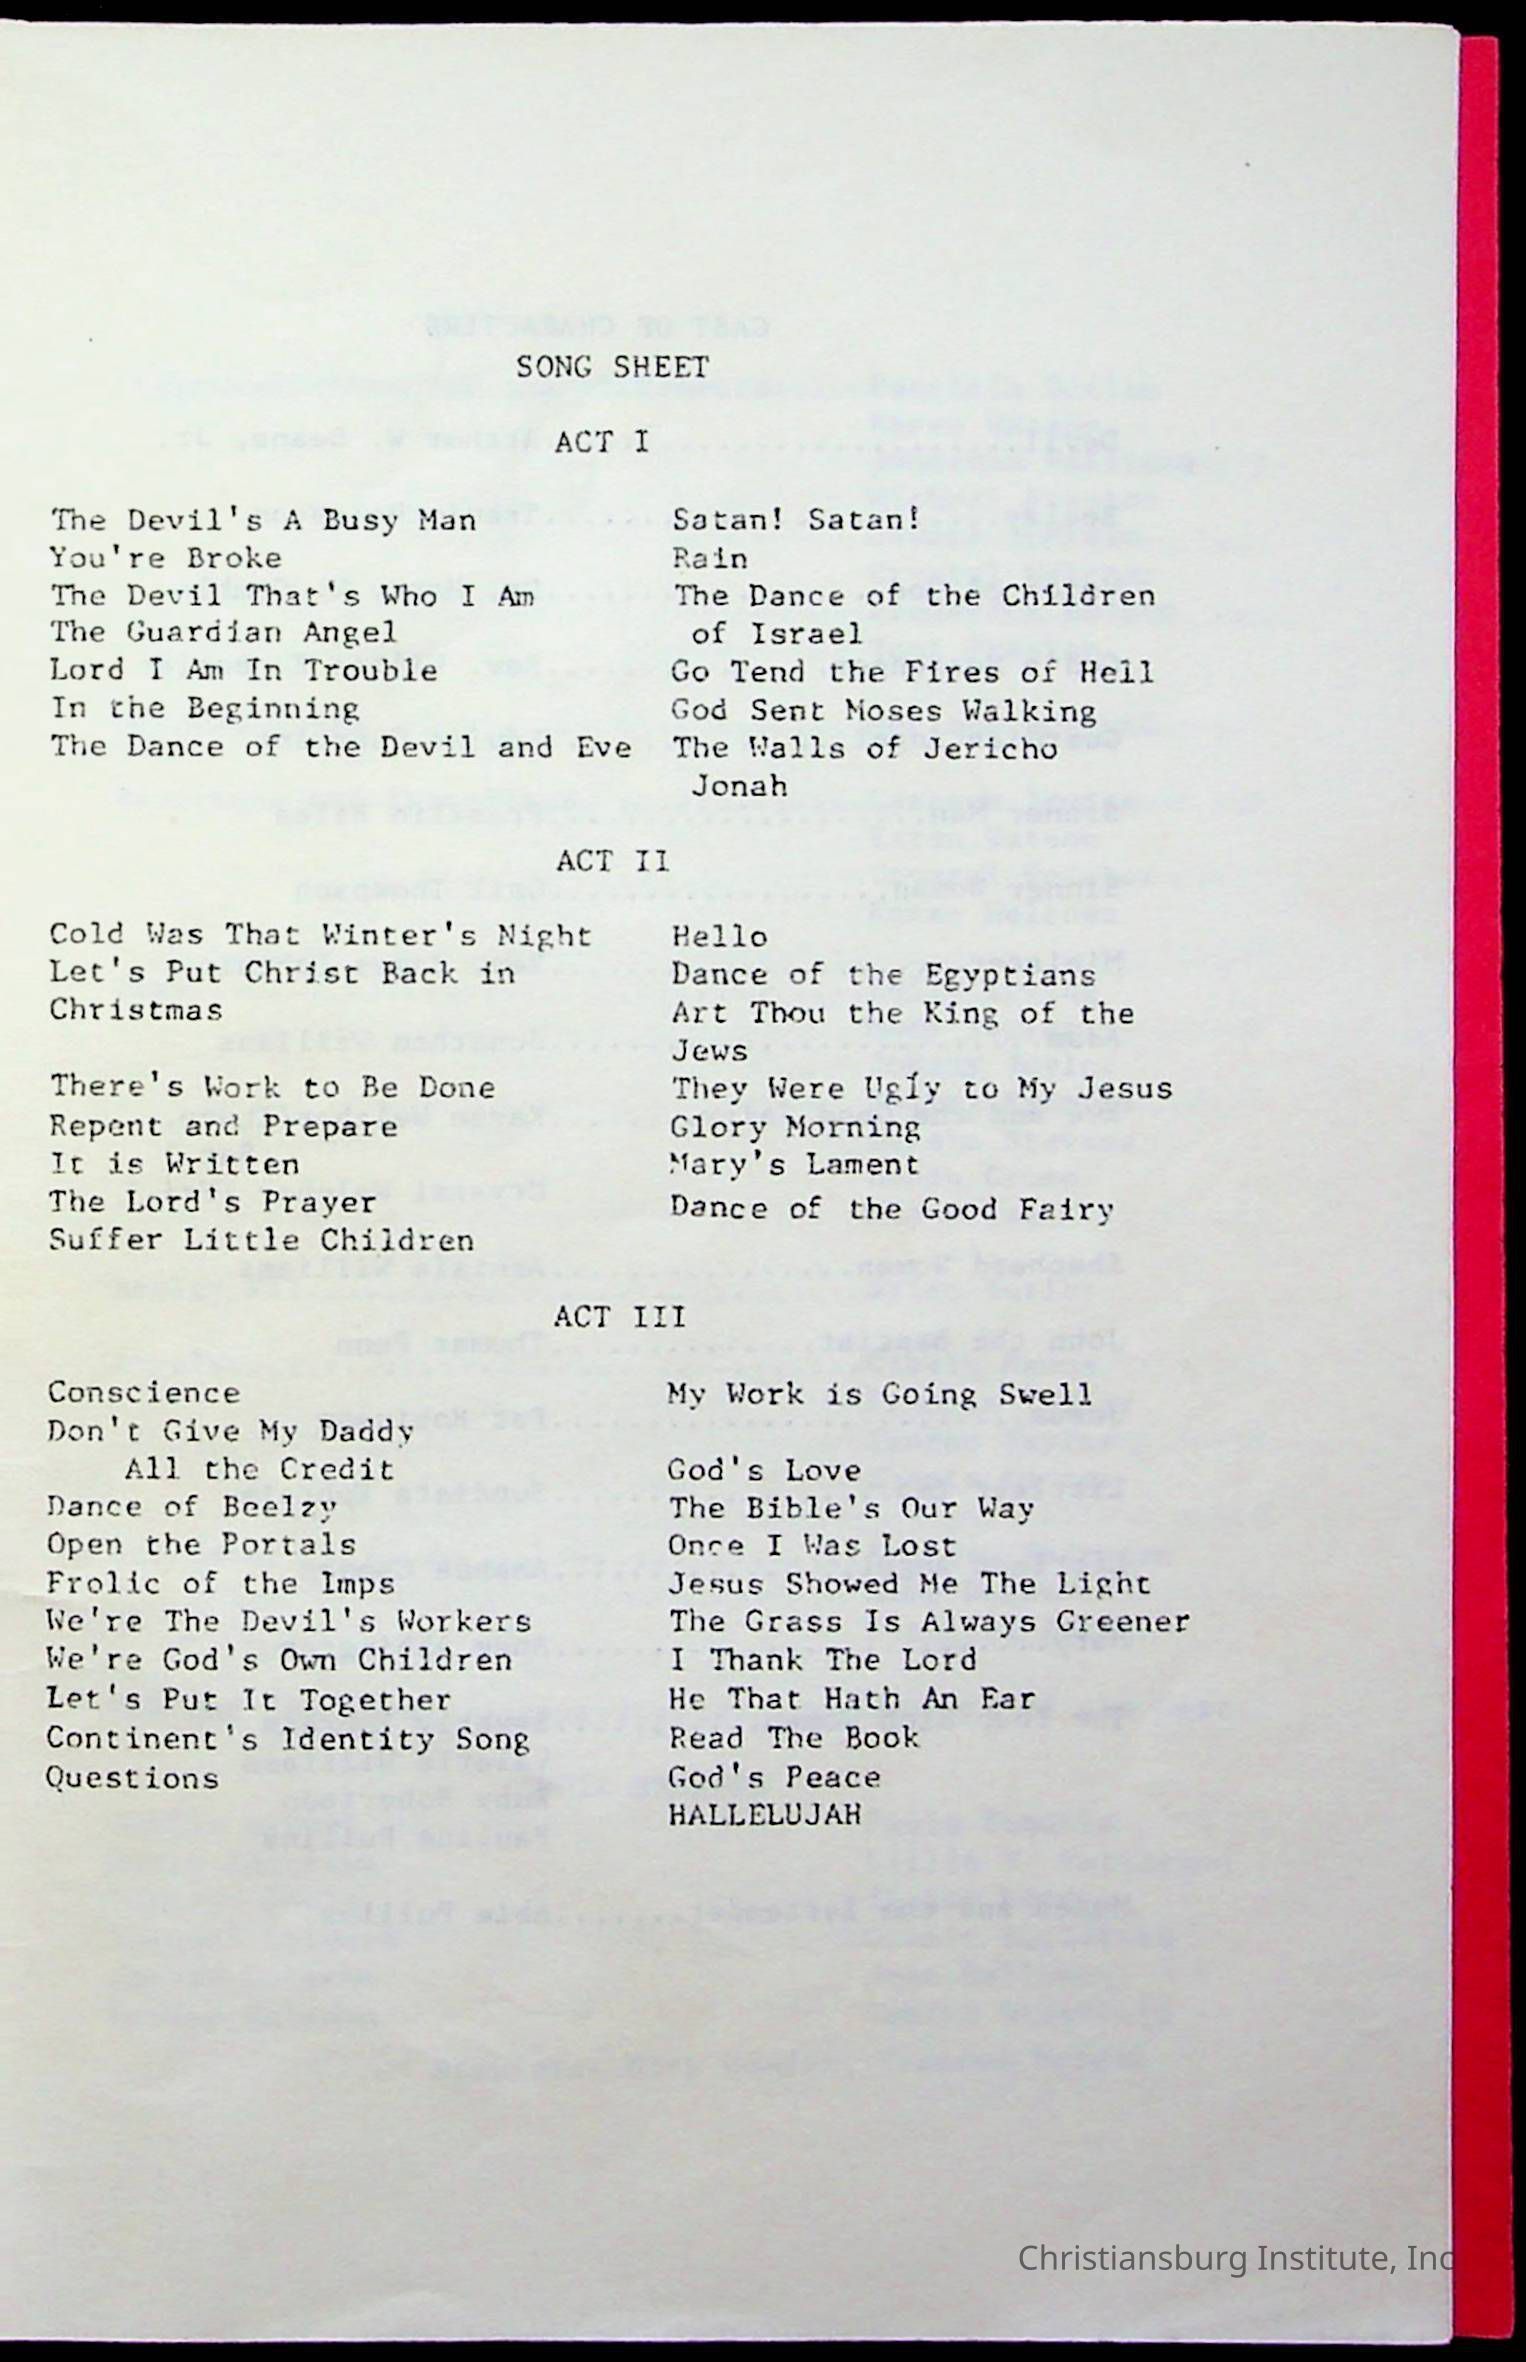 SONG SHEET
ACT I
The Devil's A Busy Man
You're Broke
The Devil That's Who I Am
The Guardian Angel
Lord I Am In Trouble
In the Beginning
The Dance of the Devil and Eve
Satan! Satan!
Rain
The Dance of the Children
of Israel
Go Tend the Fires of Hell
God Sent Moses Walking
The Walls of Jericho
Jonah
ACT II
Cold Was That Winter's Night
Let's Put Christ Back in
Christmas
There's Work to Be Done
Repent and Prepare
It is Written
The Lord's Prayer
Suffer Little Children
Hello
Dance of the Egyptians
Art Thou the King of the
Jews
They Were Ugly to My Jesus
Glory Morning
Mary's Lament
Dance of the Good Fairy
ACT III
Conscience
Don't Give My Daddy
All the Credit
Dance of Beelzy
Open the Portals
Frolic of the Imps
We're The Devil's Workers
We're God's Own Children
Let's Put It Together
Continent's Identity Song
Questions
My Work is Going Swell
God's Love
The Bible's Our Way
Once I Was Lost
Jesus Showed Me The Light
The Grass Is Always Greener
I Thank The Lord
He That Hath An Ear
Read The Book
God's Peace
HALLELUJAH
Christiansburg Institute, Inc